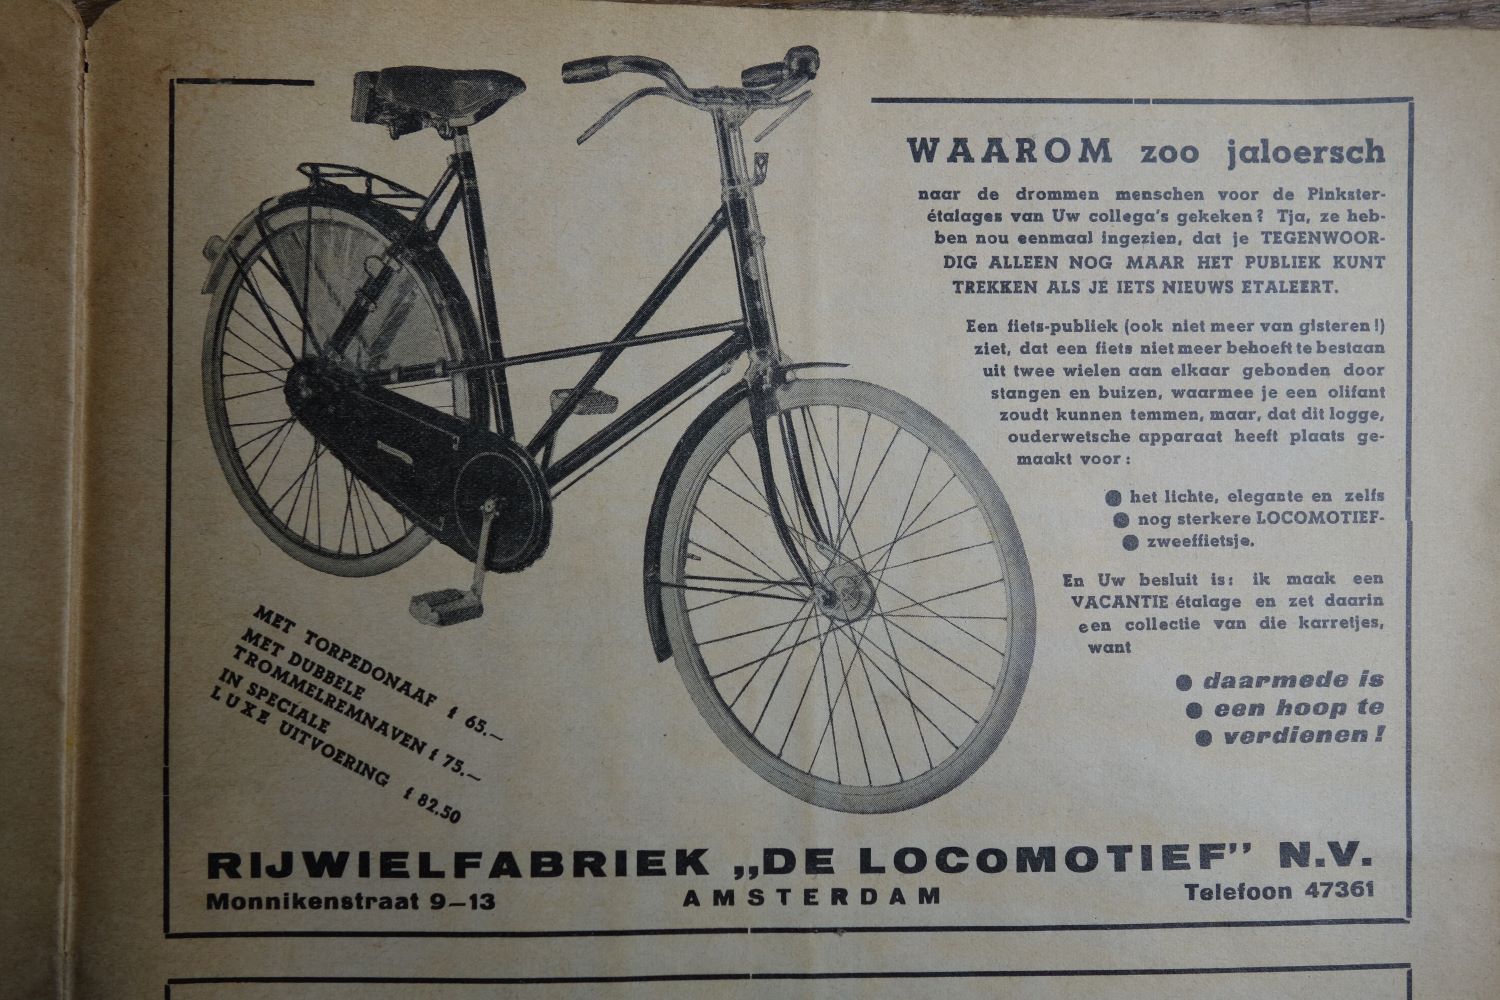 WAAROM zoo jaloersch
naar de drommen menschen voor de Pinkster-
étalages van Uw collega's gekeken? Tja, ze heb-
ben nou eenmaal ingezien, dat je TEGENWOOR-
DIG ALLEEN NOG MAAR HET PUBLIEK KUNT
TREKKEN ALS JE IETS NIEUWS ETALEERT.
Een fiets-publiek (ook niet meer van gisteren!)
ziet, dat een fiets niet meer behoeft te bestaan
uit twee wielen aan elkaar gebonden door
stangen en buizen, waarmee je een olifant
zoudt kunnen temmen, maar, dat dit logge,
ouderwetsche apparaat heeft plaats ge-
maakt voor:
● het lichte, elegante en zelfs
● nog sterkere LOCOMOTIEF-
● zweeffietsje.
En Uw besluit is: ik maak een
VACANTIE étalage en zet daarin
een collectie van die karretjes,
want
● daarmede is
● een hoop te
● verdienen!
MET TORPEDONAAF f 65.—
MET DUBBELE
TROMMELREMNAVEN f 75.—
IN SPECIALE
LUXE UITVOERING f 82.50
RIJWIELFABRIEK „DE LOCOMOTIEF” N.V.
Monnikenstraat 9–13 AMSTERDAM Telefoon 47361